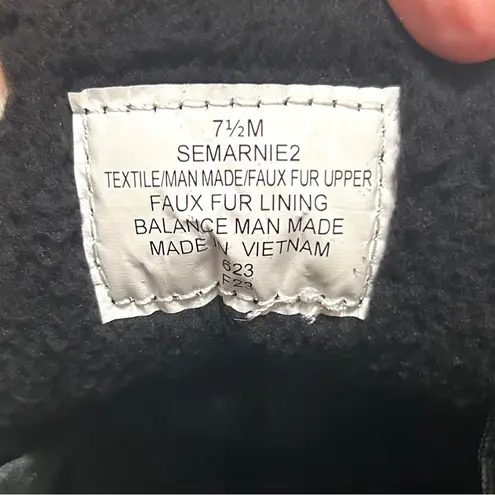 7½M
SEMARNIE2
TEXTILE/MAN MADE/FAUX FUR UPPER
FAUX FUR LINING
BALANCE MAN MADE
MADE IN VIETNAM
623
F23